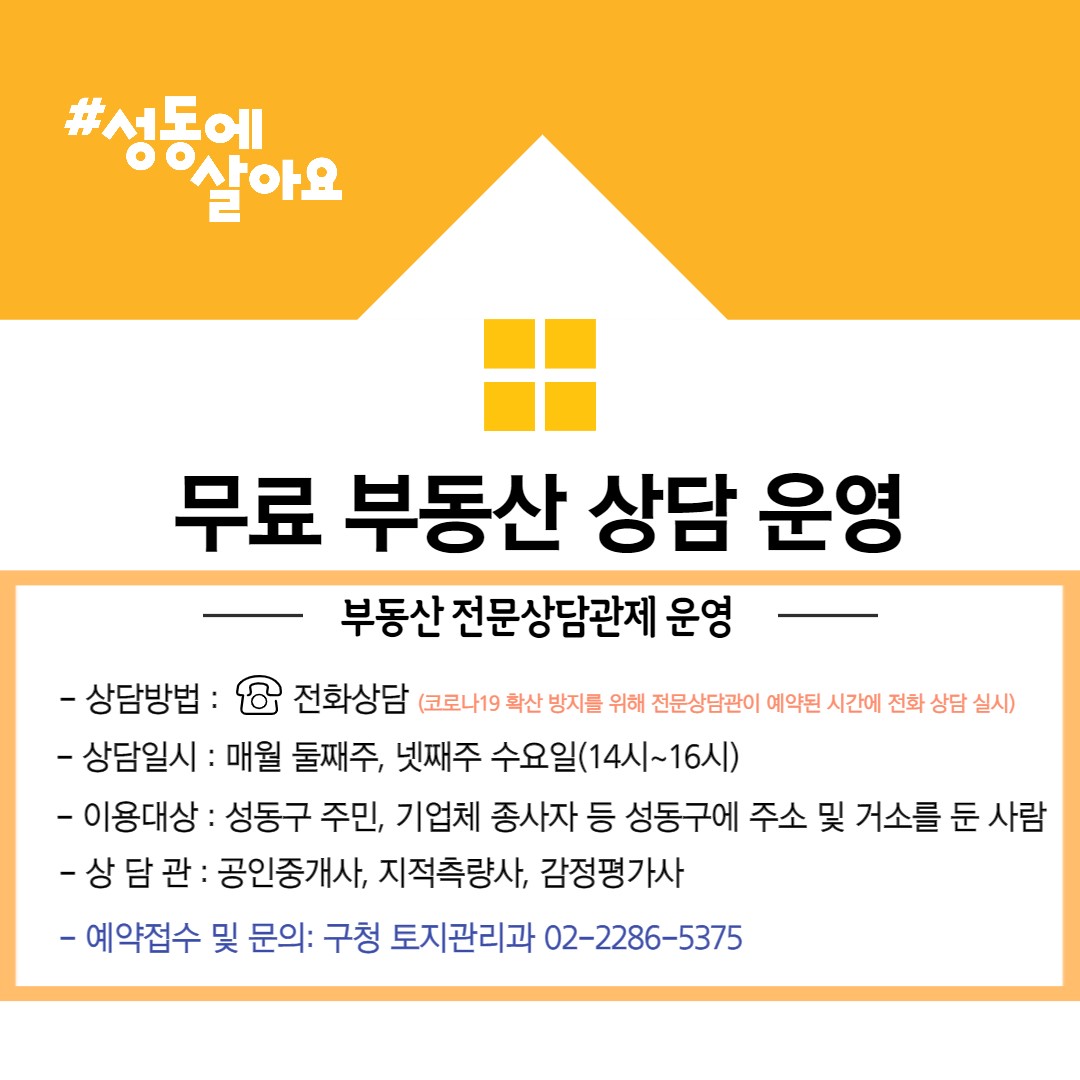 #성동에
살아요
무료 부동산 상담 운영
부동산 전문상담관제 운영
- 상담방법 : 전화상담 (코로나19 확산 방지를 위해 전문상담관이 예약된 시간에 전화 상담 실시)
- 상담일시 : 매월 둘째주, 넷째주 수요일(14시~16시)
- 이용대상 : 성동구 주민, 기업체 종사자 등 성동구에 주소 및 거소를 둔 사람
- 상 담 관 : 공인중개사, 지적측량사, 감정평가사
- 예약접수 및 문의: 구청 토지관리과 02-2286-5375